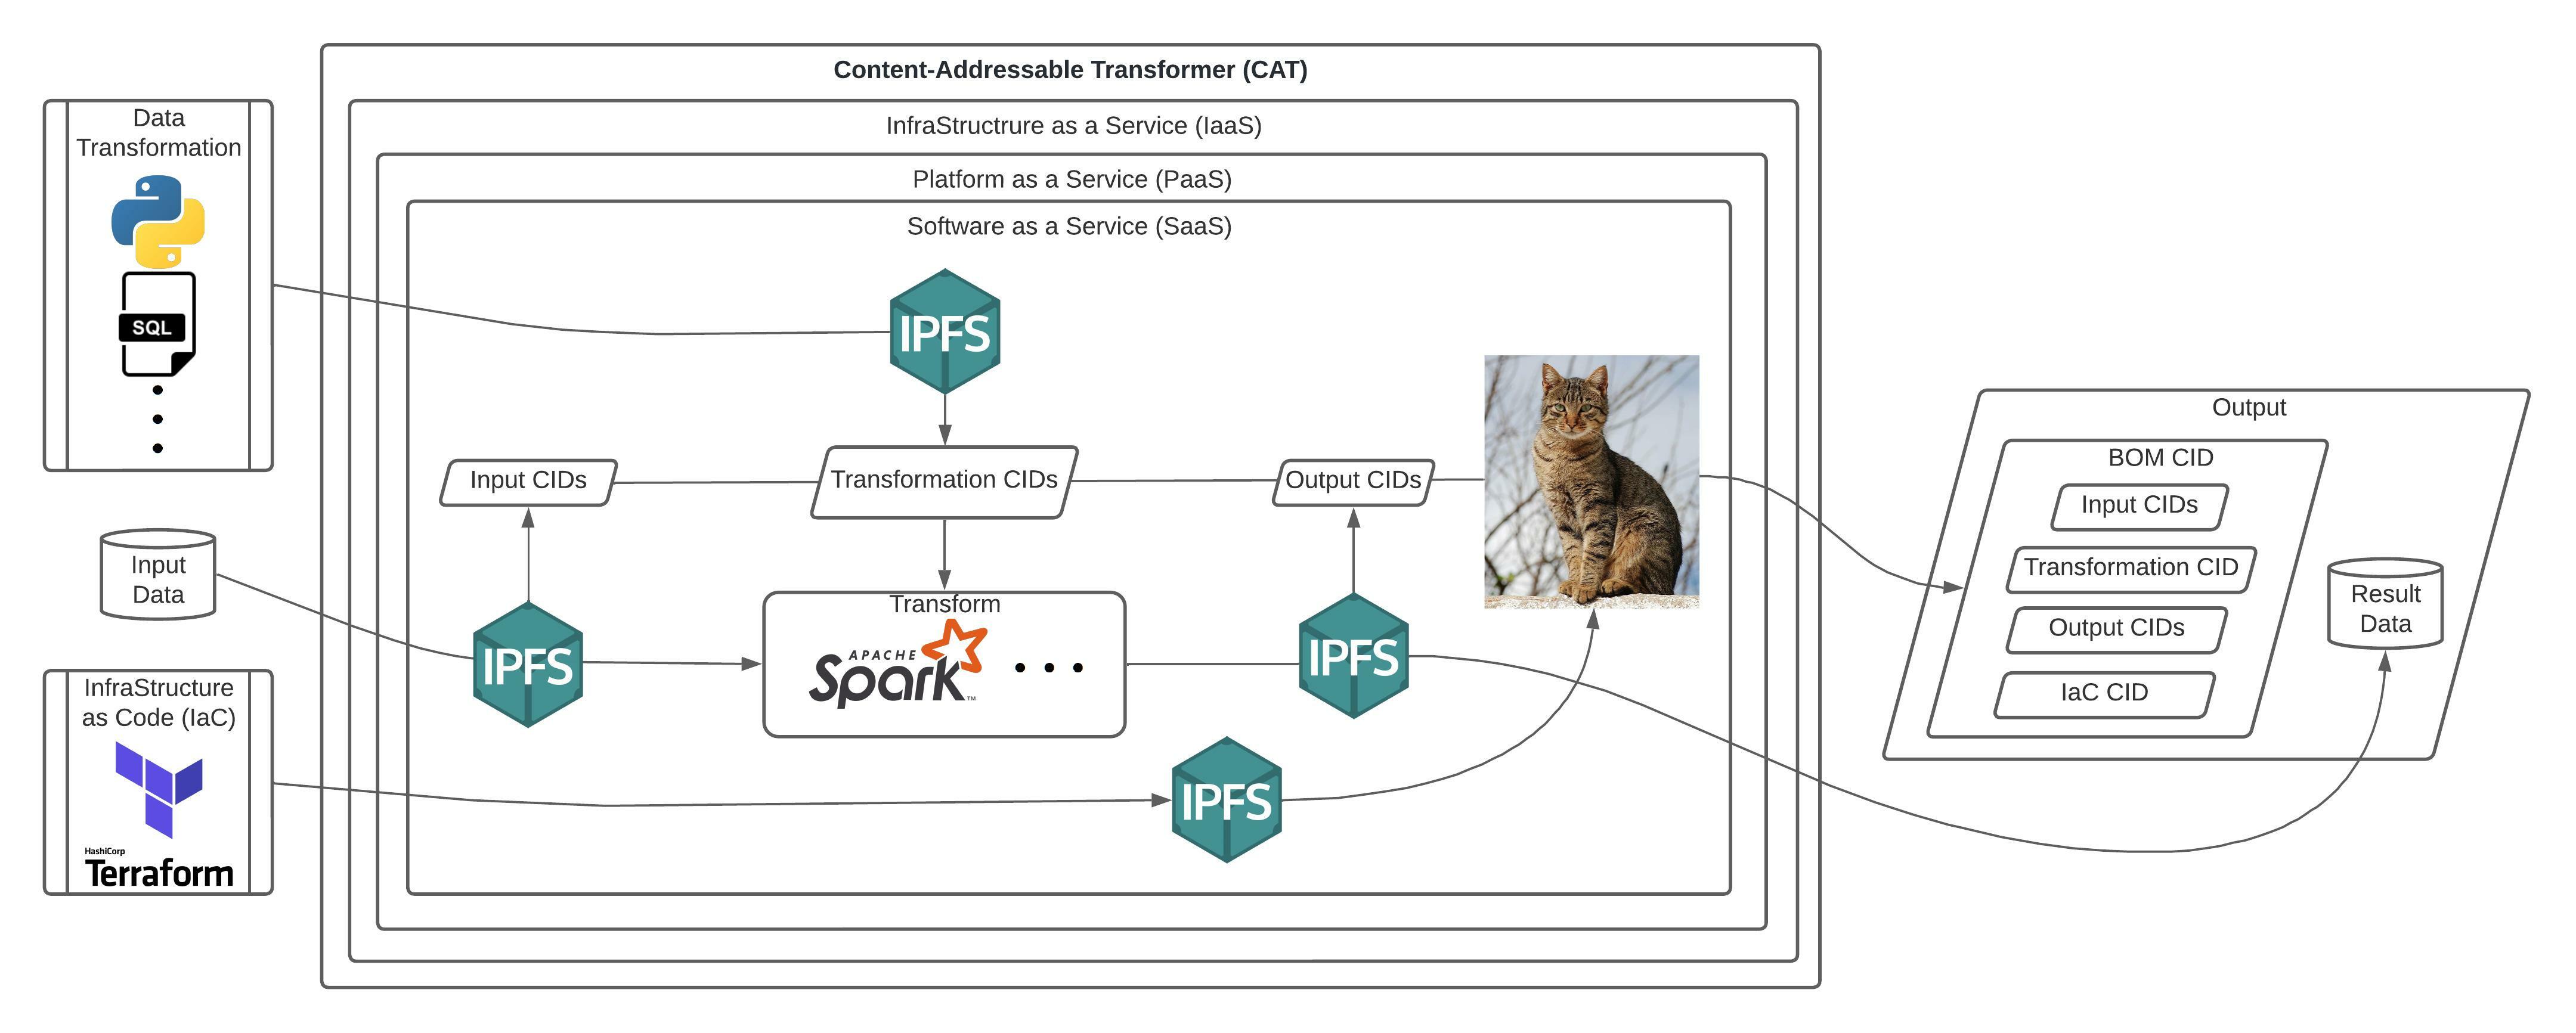 Content-Addressable Transformer (CAT)
InfraStructrure as a Service (IaaS)
Platform as a Service (PaaS)
Software as a Service (SaaS)
Data
Transformation
SQL
Input
Data
InfraStructure
as Code (IaC)
HashiCorp
Terraform
IPFS
Input CIDs
Transformation CIDs
Output CIDs
IPFS
Transform
APACHE
Spark™
IPFS
IPFS
Output
BOM CID
Input CIDs
Transformation CID
Output CIDs
IaC CID
Result
Data